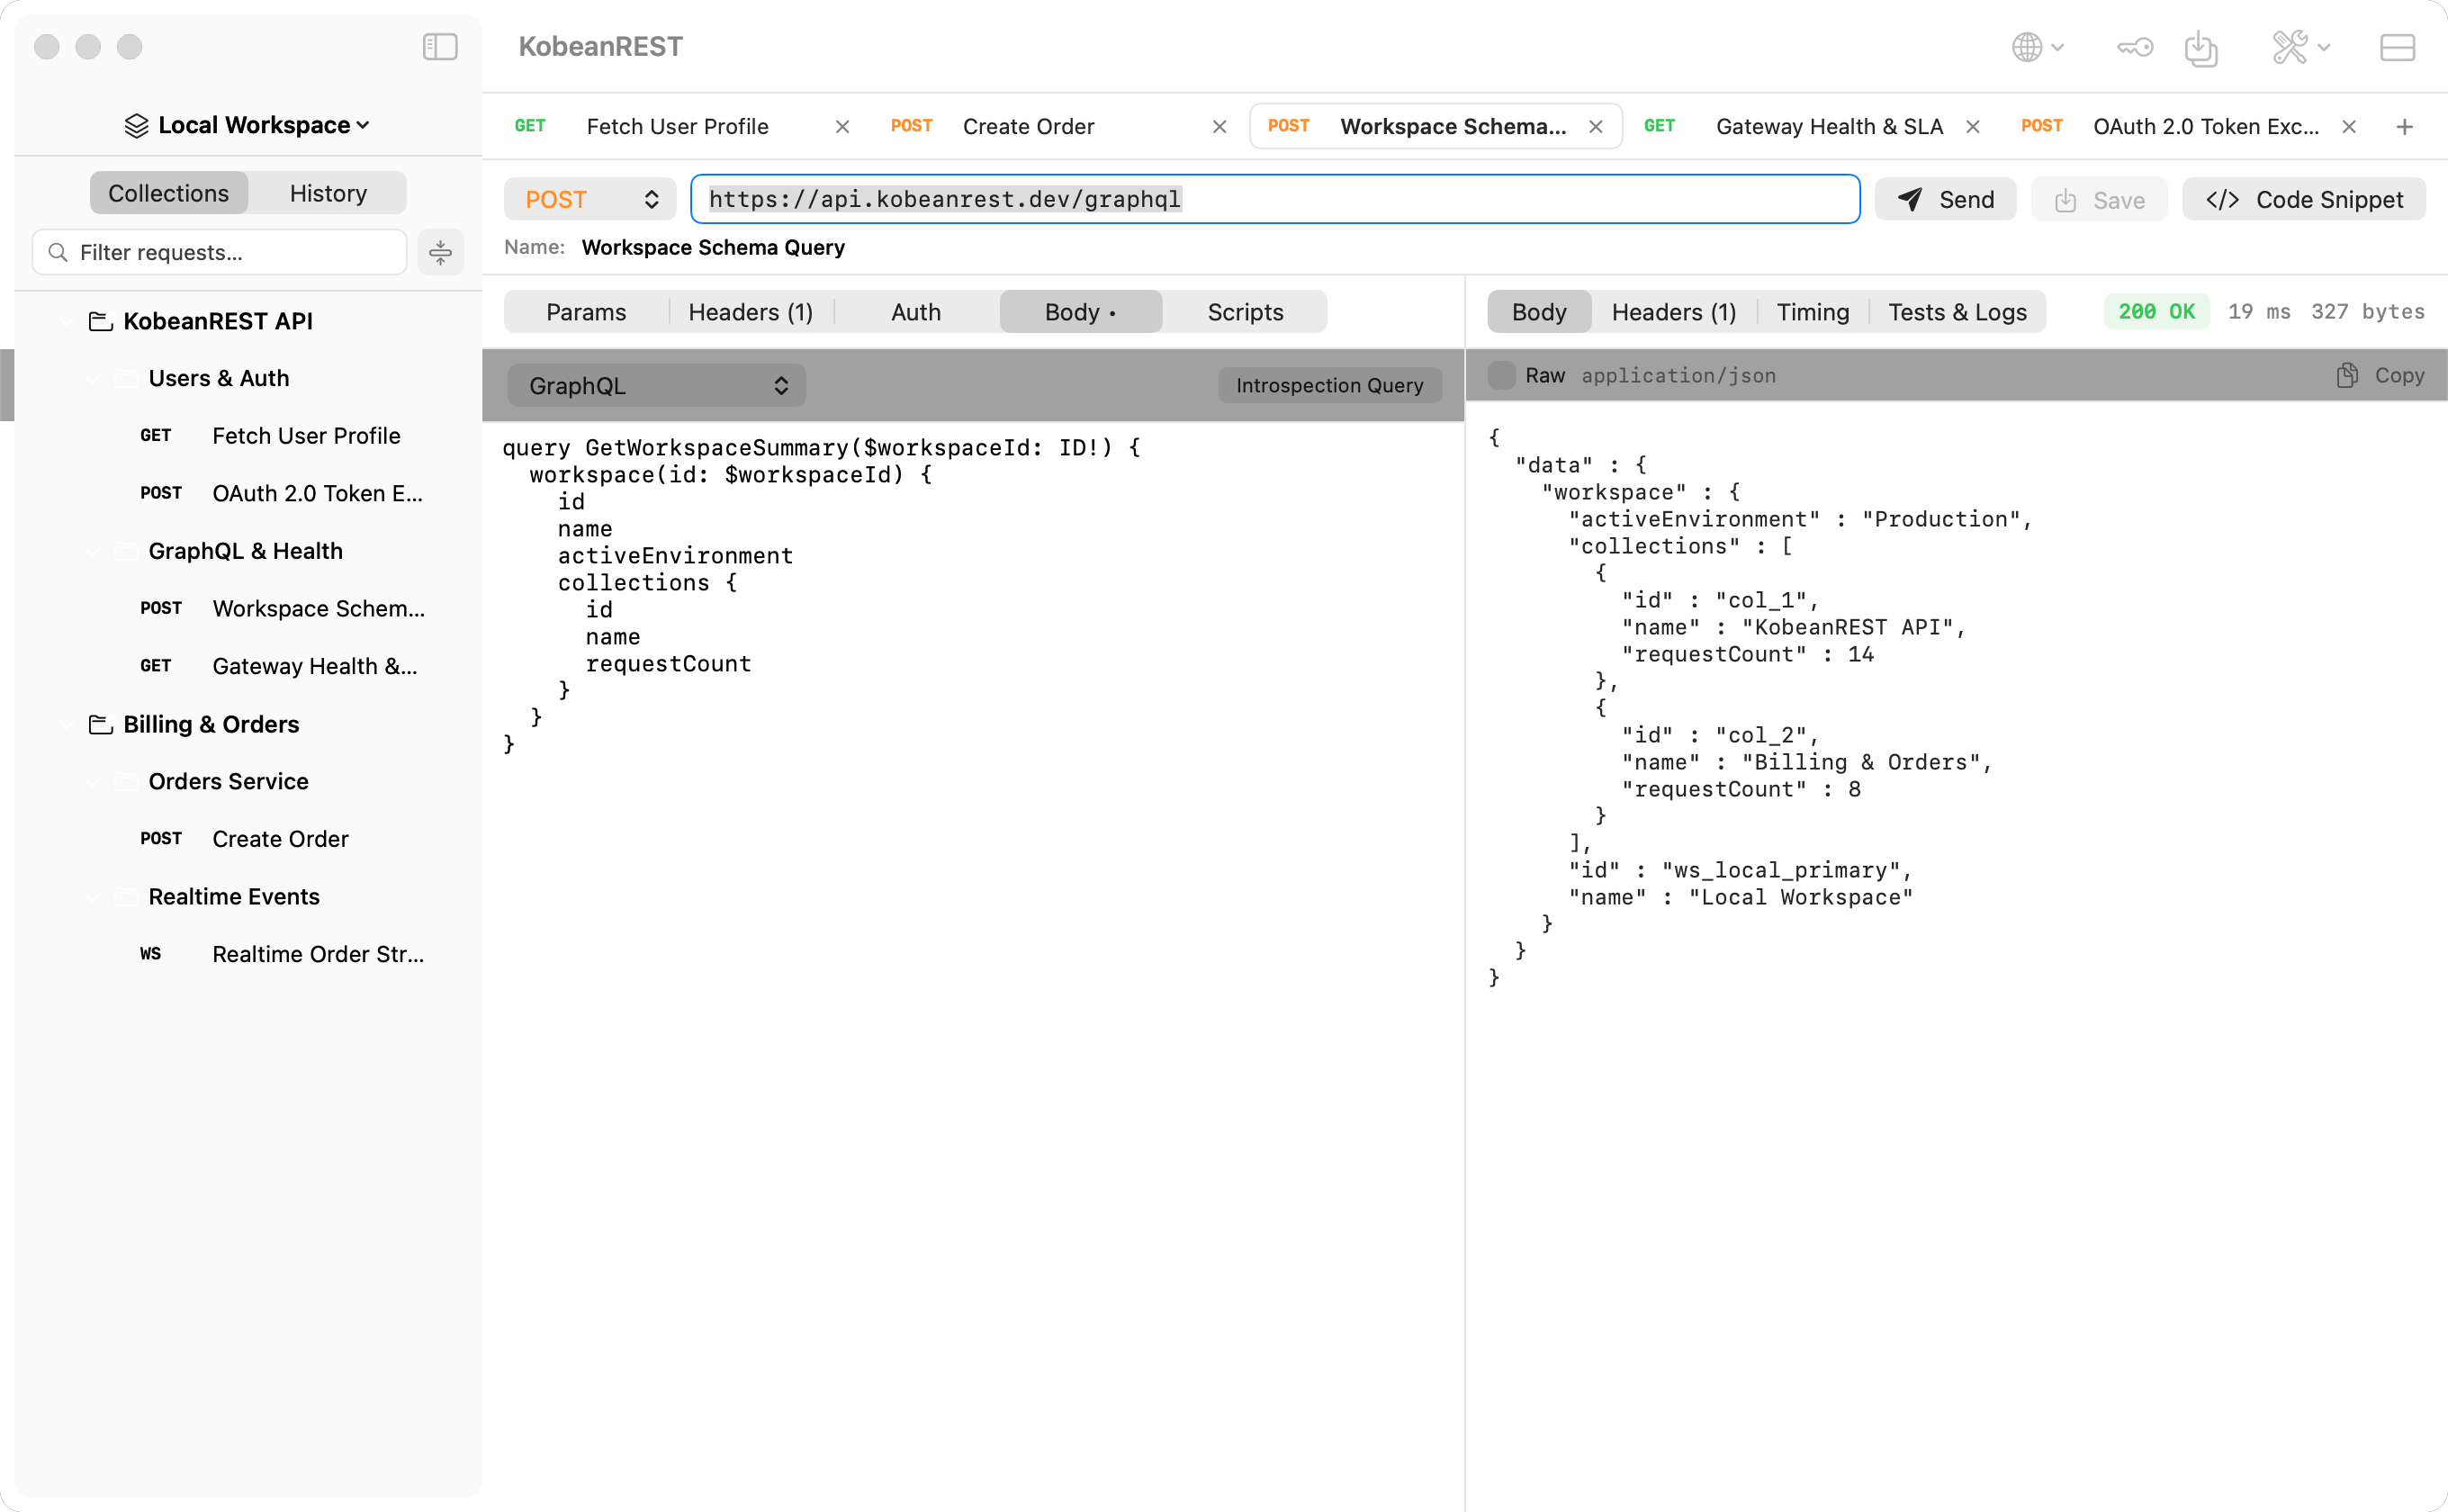 KobeanREST
Local Workspace
Collections
History
Filter requests...
KobeanREST API
Users & Auth
GET Fetch User Profile
POST OAuth 2.0 Token E...
GraphQL & Health
POST Workspace Schem...
GET Gateway Health &...
Billing & Orders
Orders Service
POST Create Order
Realtime Events
WS Realtime Order Str...
GET Fetch User Profile
POST Create Order
POST Workspace Schema...
GET Gateway Health & SLA
POST OAuth 2.0 Token Exc...
POST
https://api.kobeanrest.dev/graphql
Send
Save
</> Code Snippet
Name: Workspace Schema Query
Params
Headers (1)
Auth
Body •
Scripts
GraphQL
Introspection Query
query GetWorkspaceSummary($workspaceId: ID!) {
  workspace(id: $workspaceId) {
    id
    name
    activeEnvironment
    collections {
      id
      name
      requestCount
    }
  }
}
Body
Headers (1)
Timing
Tests & Logs
200 OK
19 ms
327 bytes
Raw
application/json
Copy
{
  "data" : {
    "workspace" : {
      "activeEnvironment" : "Production",
      "collections" : [
        {
          "id" : "col_1",
          "name" : "KobeanREST API",
          "requestCount" : 14
        },
        {
          "id" : "col_2",
          "name" : "Billing & Orders",
          "requestCount" : 8
        }
      ],
      "id" : "ws_local_primary",
      "name" : "Local Workspace"
    }
  }
}